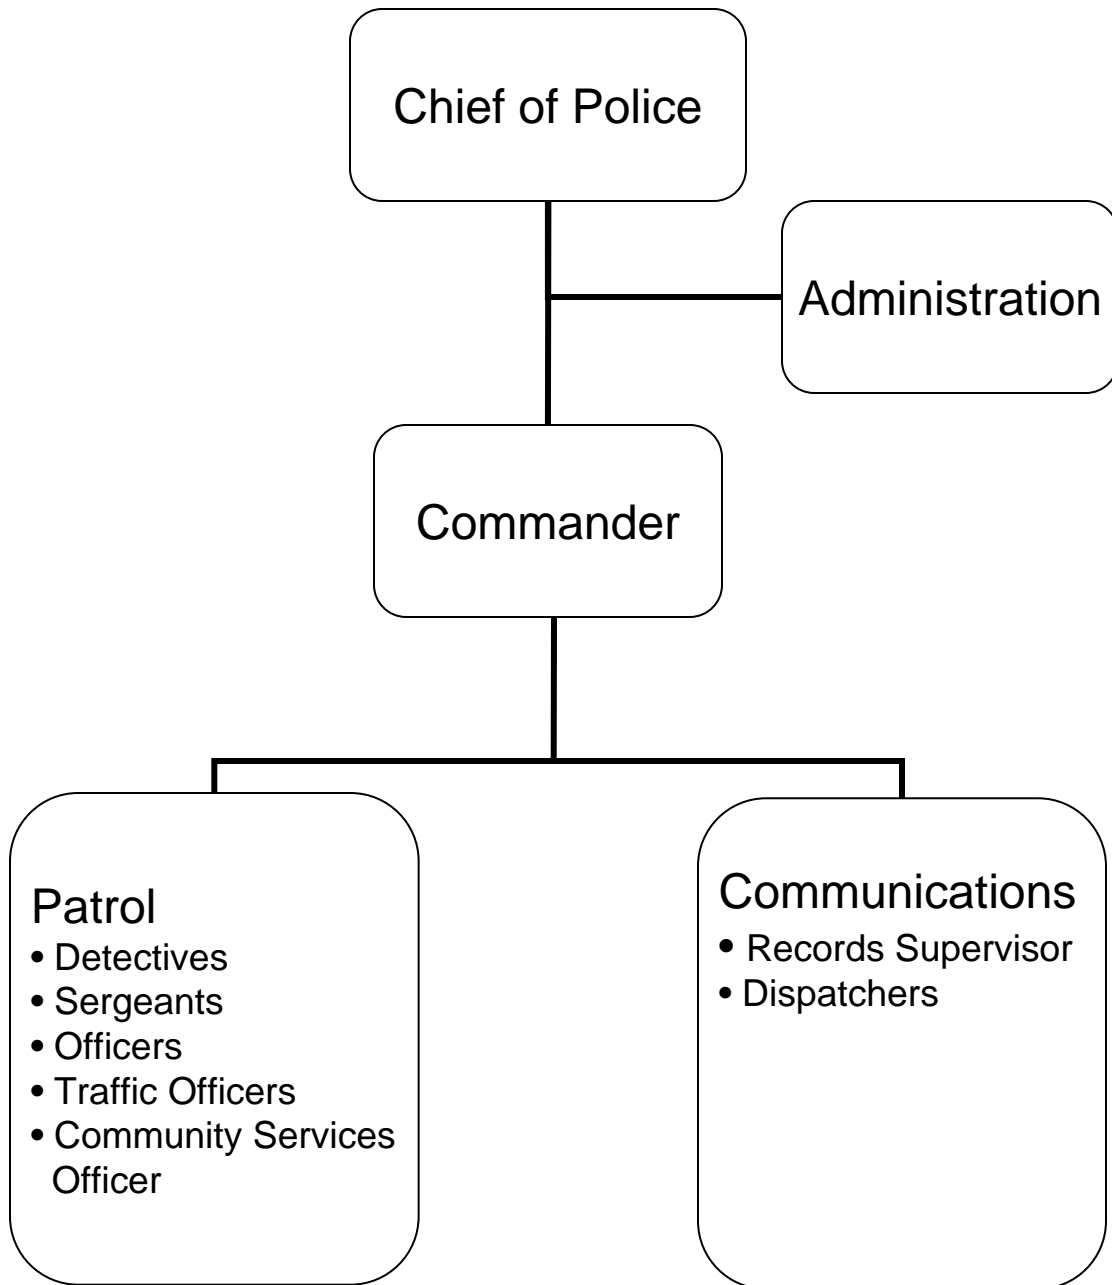 Chief of Police
Administration
Commander
Patrol
• Detectives
• Sergeants
• Officers
• Traffic Officers
• Community Services
Officer
Communications
• Records Supervisor
• Dispatchers